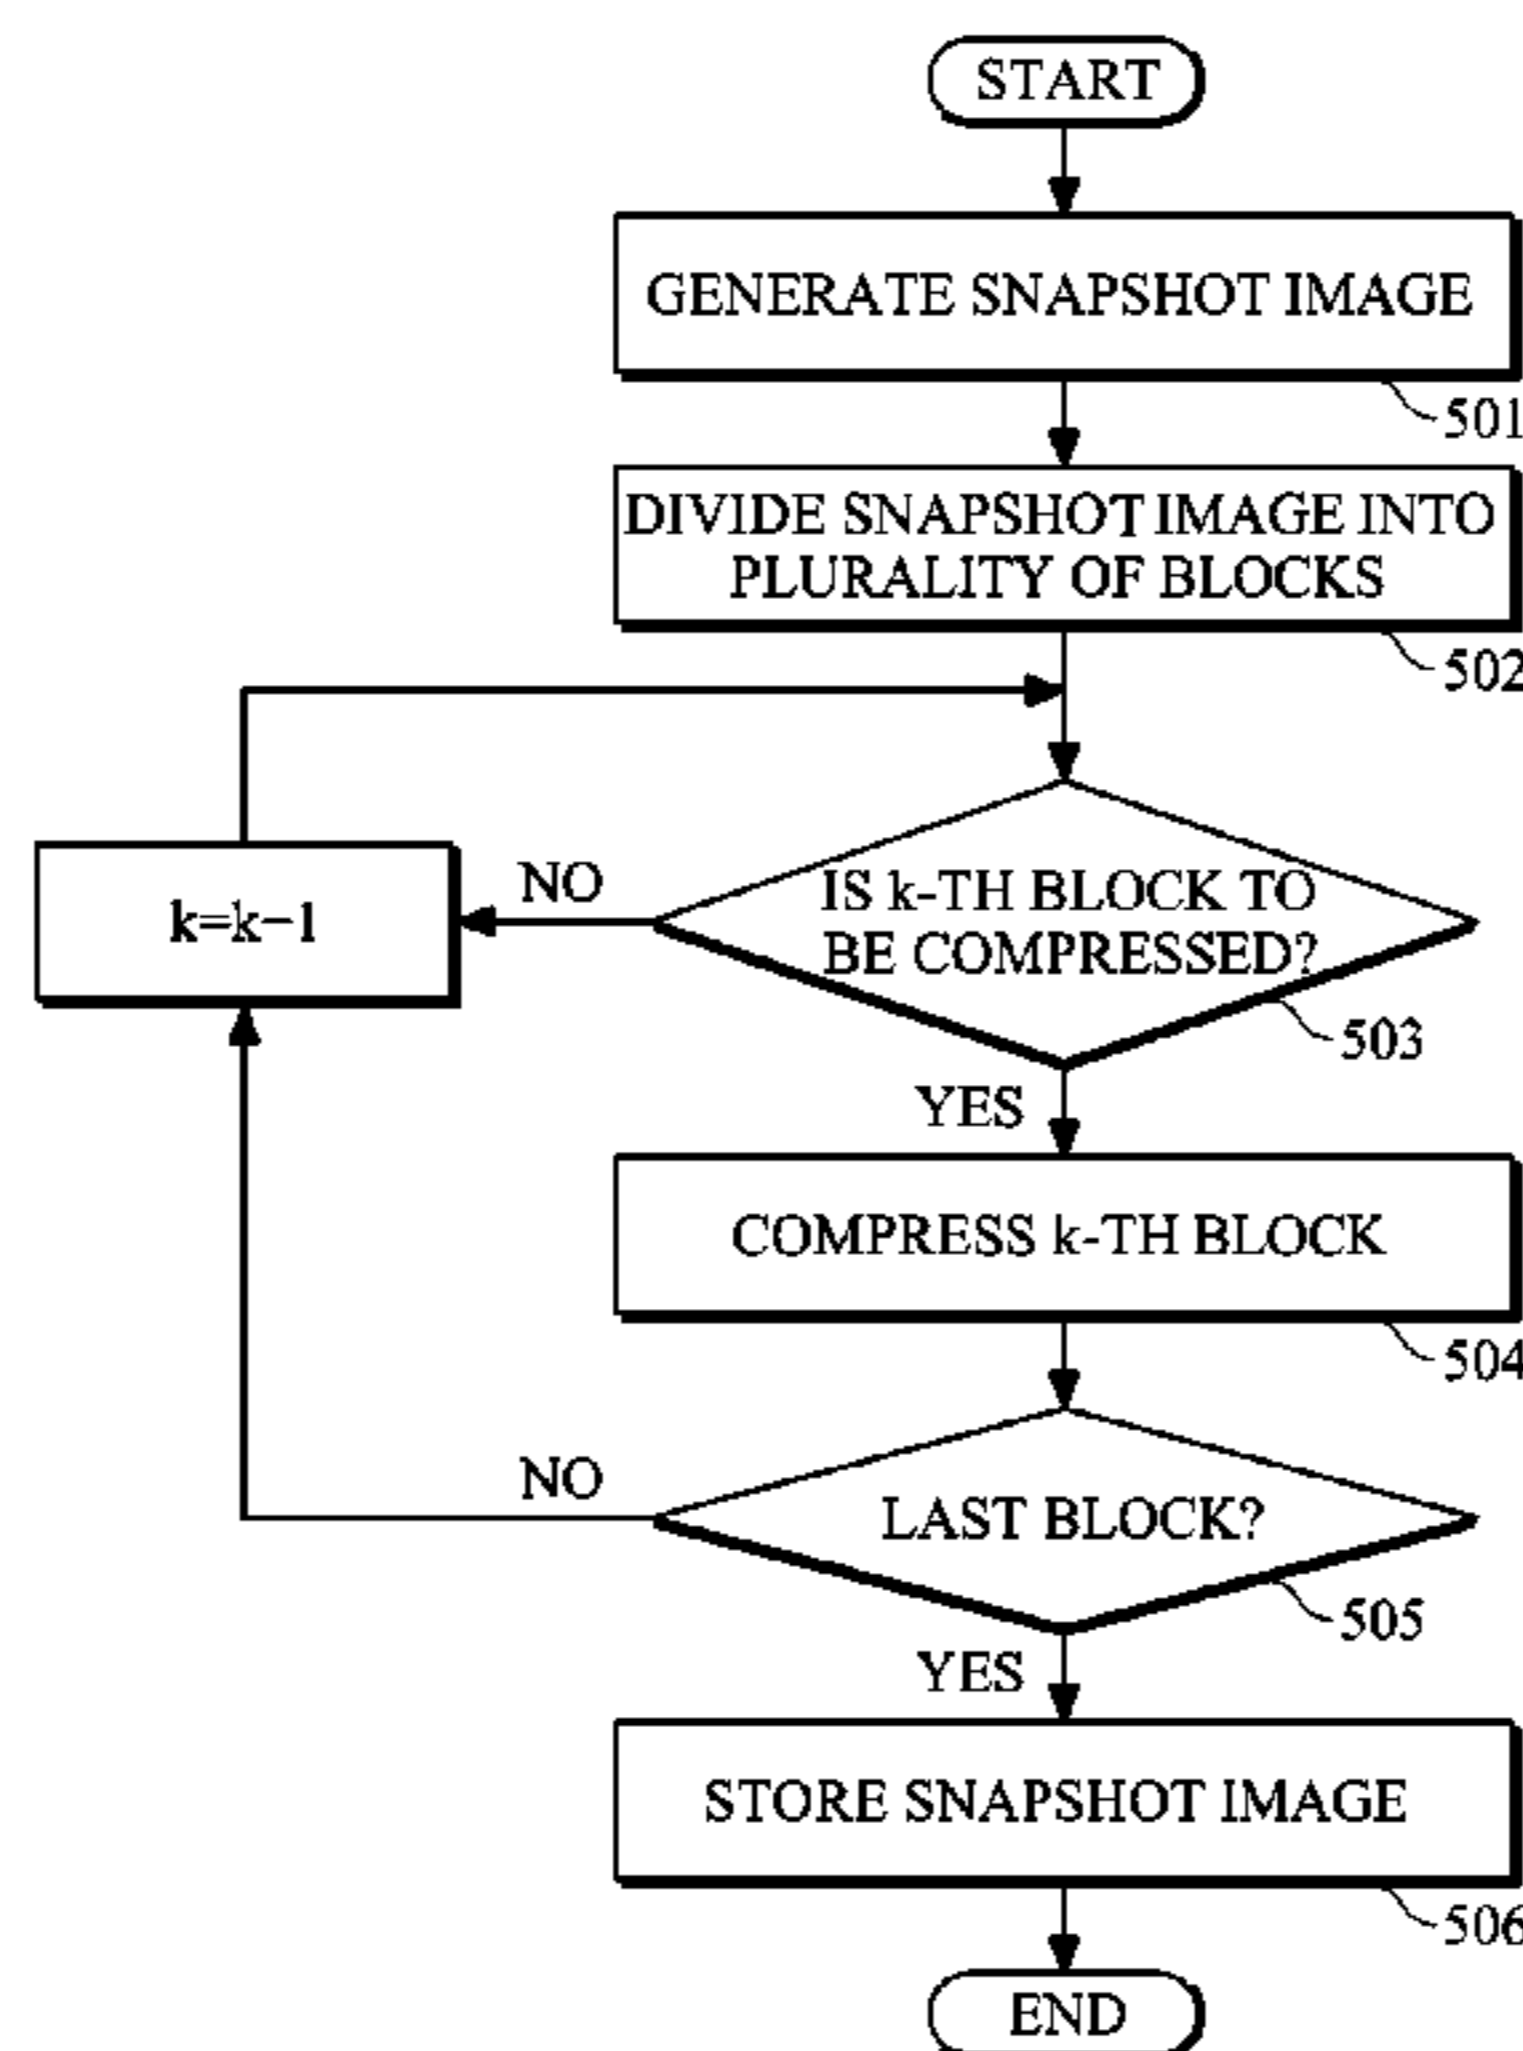 START
GENERATE SNAPSHOT IMAGE
501
DIVIDE SNAPSHOT IMAGE INTO
PLURALITY OF BLOCKS
502
k=k−1
NO
IS k-TH BLOCK TO
BE COMPRESSED?
503
YES
COMPRESS k-TH BLOCK
504
NO
LAST BLOCK?
505
YES
STORE SNAPSHOT IMAGE
506
END